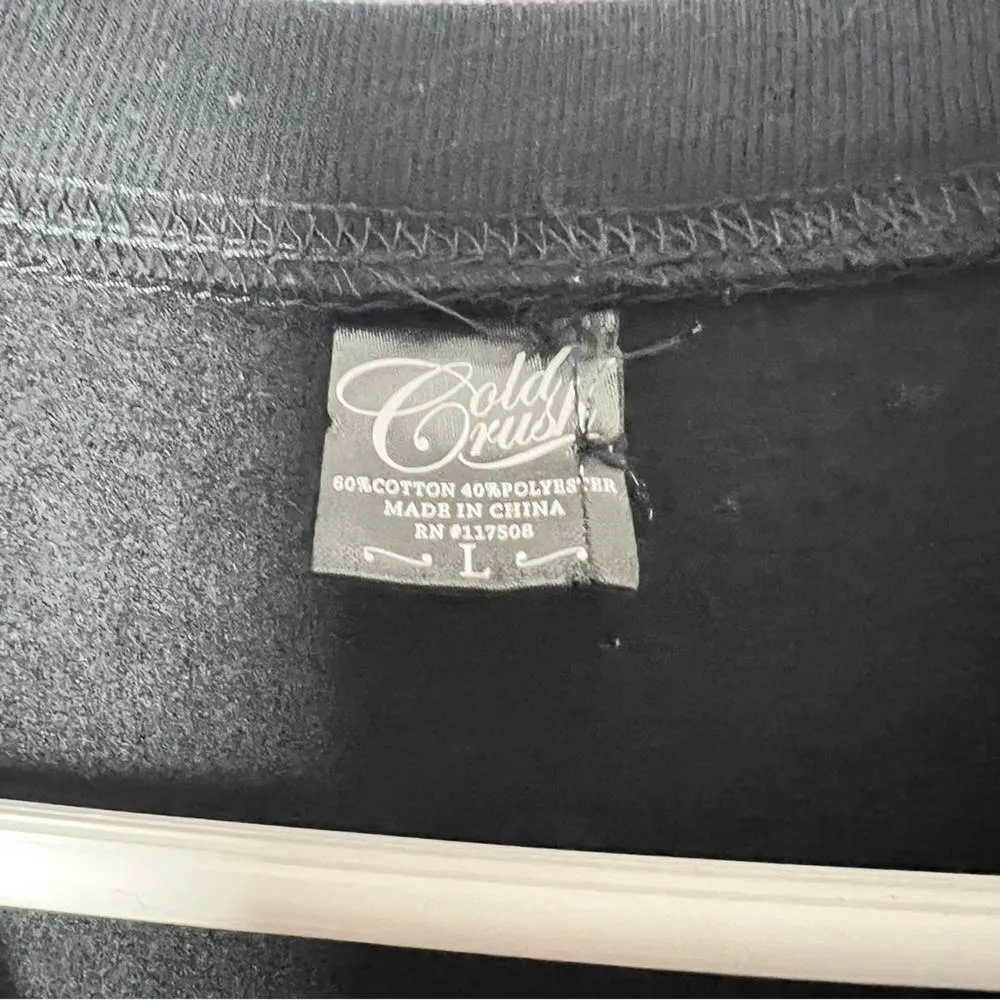 Cold
Crush
60%COTTON 40%POLYESTER
MADE IN CHINA
RN #117508
L